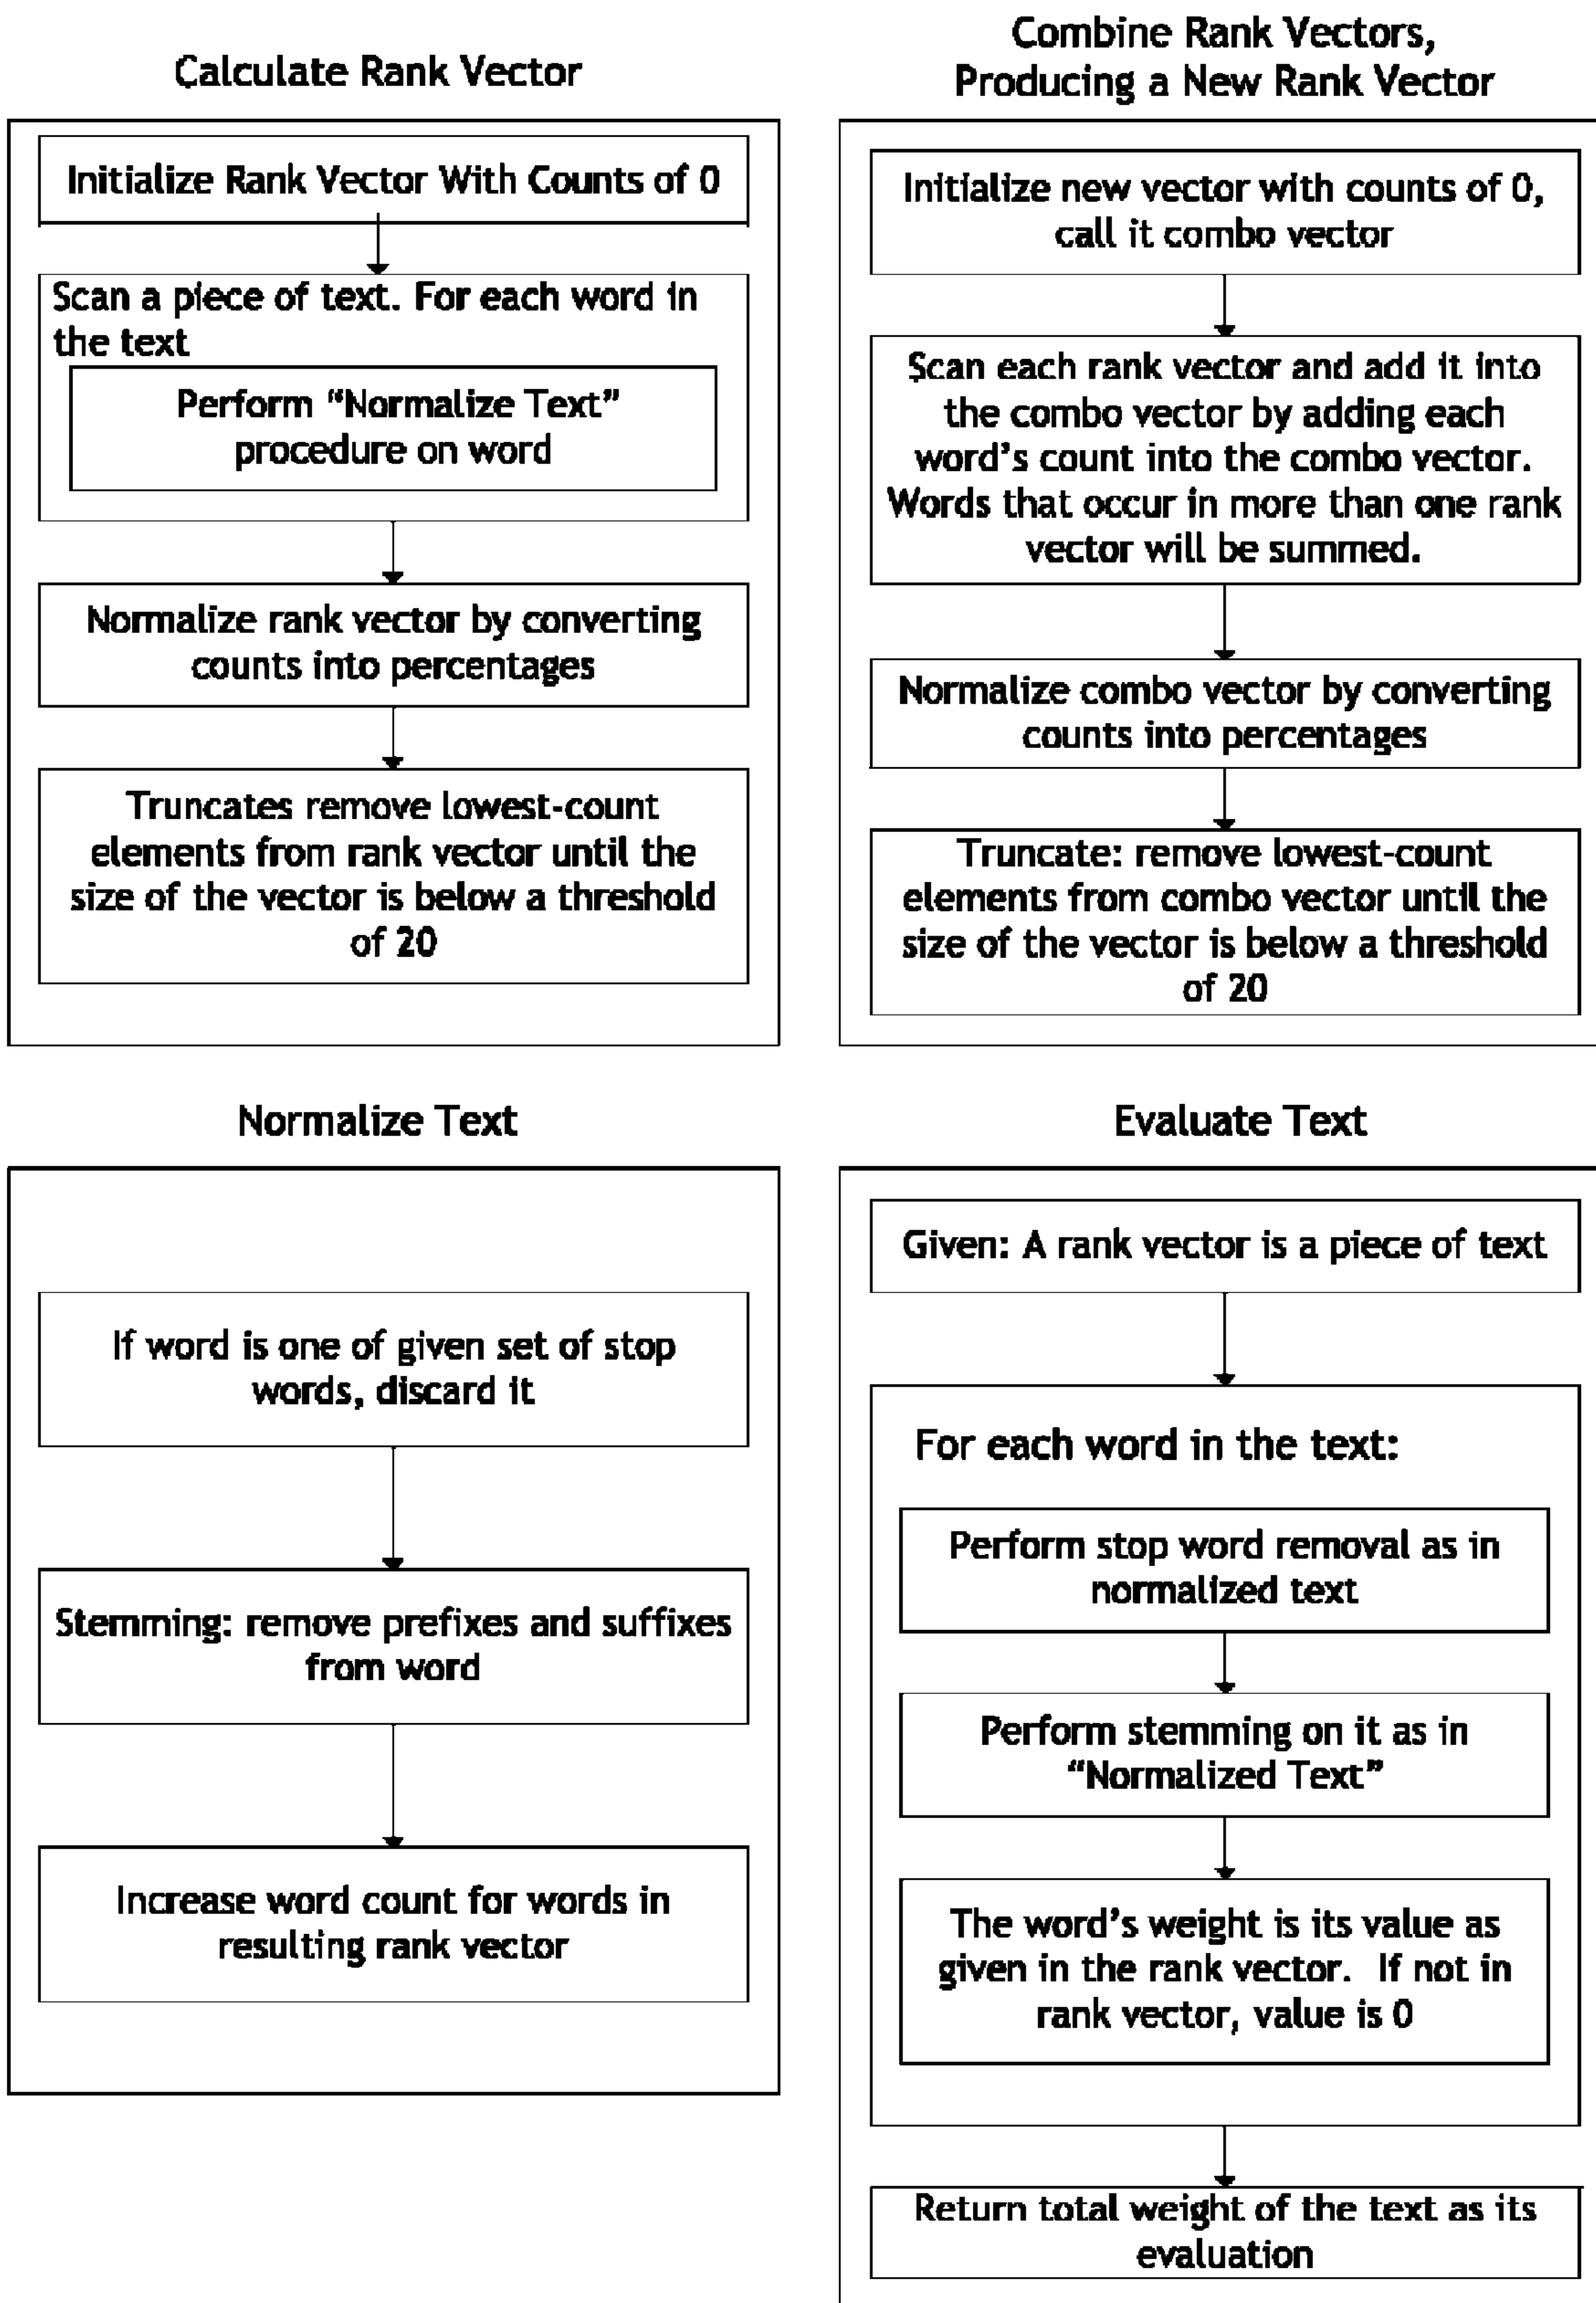 Calculate Rank Vector
Initialize Rank Vector With Counts of 0
Scan a piece of text. For each word in
the text
Perform “Normalize Text”
procedure on word
Normalize rank vector by converting
counts into percentages
Truncates remove lowest-count
elements from rank vector until the
size of the vector is below a threshold
of 20
Combine Rank Vectors,
Producing a New Rank Vector
Initialize new vector with counts of 0,
call it combo vector
Scan each rank vector and add it into
the combo vector by adding each
word's count into the combo vector.
Words that occur in more than one rank
vector will be summed.
Normalize combo vector by converting
counts into percentages
Truncate: remove lowest-count
elements from combo vector until the
size of the vector is below a threshold
of 20
Normalize Text
If word is one of given set of stop
words, discard it
Stemming: remove prefixes and suffixes
from word
Increase word count for words in
resulting rank vector
Evaluate Text
Given: A rank vector is a piece of text
For each word in the text:
Perform stop word removal as in
normalized text
Perform stemming on it as in
“Normalized Text”
The word's weight is its value as
given in the rank vector. If not in
rank vector, value is 0
Return total weight of the text as its
evaluation